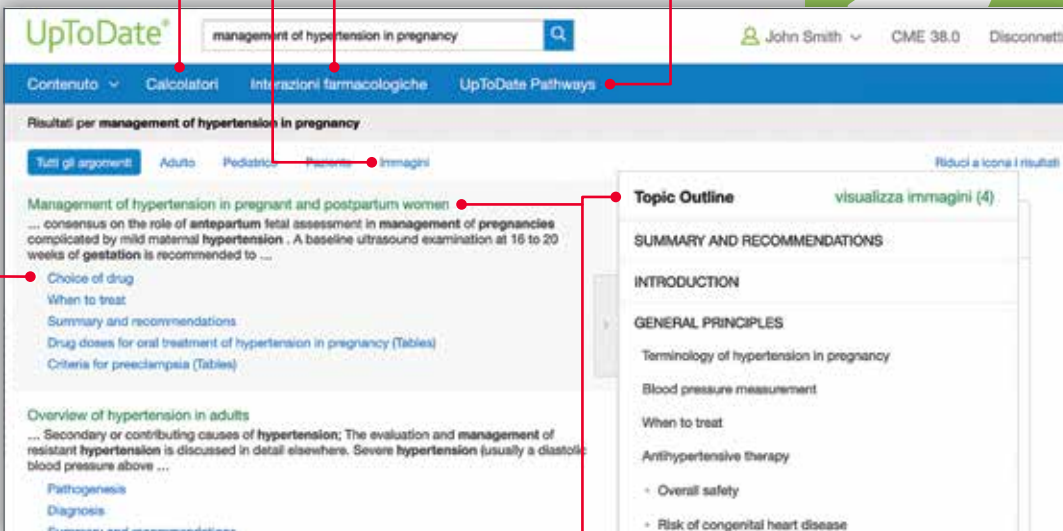 UpToDate®
management of hypertension in pregnancy
John Smith
CME 38.0
Disconnetti
Contenuto
Calcolatori
Interazioni farmacologiche
UpToDate Pathways
Risultati per management of hypertension in pregnancy
Tutti gli argomenti
Adulto
Pediatrico
Paziente
Immagini
Riduci a icona i risultati
Management of hypertension in pregnant and postpartum women
... consensus on the role of antepartum fetal assessment in management of pregnancies
complicated by mild maternal hypertension . A baseline ultrasound examination at 16 to 20
weeks of gestation is recommended to ...
Choice of drug
When to treat
Summary and recommendations
Drug doses for oral treatment of hypertension in pregnancy (Tables)
Criteria for preeclampsia (Tables)
Overview of hypertension in adults
... Secondary or contributing causes of hypertension; The evaluation and management of
resistant hypertension is discussed in detail elsewhere. Severe hypertension (usually a diastolic
blood pressure above ...
Pathogenesis
Diagnosis
Summary and recommendations
Topic Outline
visualizza immagini (4)
SUMMARY AND RECOMMENDATIONS
INTRODUCTION
GENERAL PRINCIPLES
Terminology of hypertension in pregnancy
Blood pressure measurement
When to treat
Antihypertensive therapy
• Overall safety
• Risk of congenital heart disease